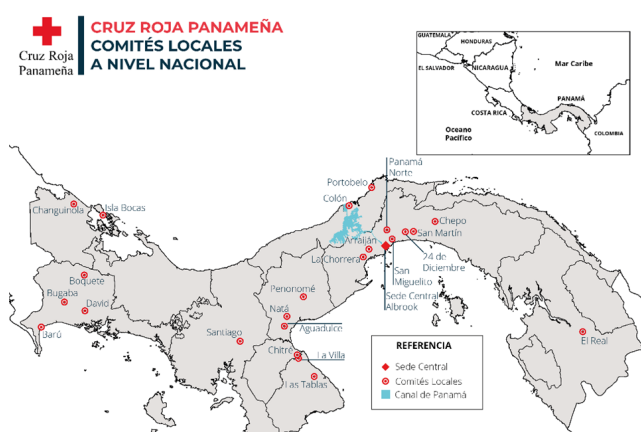 Cruz Roja
Panameña
CRUZ ROJA PANAMEÑA
COMITÉS LOCALES
A NIVEL NACIONAL
GUATEMALA
HONDURAS
EL SALVADOR
NICARAGUA
Mar Caribe
COSTA RICA
PANAMÁ
Oceano
Pacífico
COLOMBIA
Panamá
Norte
Portobelo
Colón
Changuinola
Isla Bocas
Chepo
San Martín
Arraiján
La Chorrera
24 de
Diciembre
San
Miguelito
Sede Central
Albrook
Boquete
Bugaba
David
Barú
Penonomé
Natá
Aguadulce
Santiago
Chitré
La Villa
Las Tablas
El Real
REFERENCIA
Sede Central
Comités Locales
Canal de Panamá